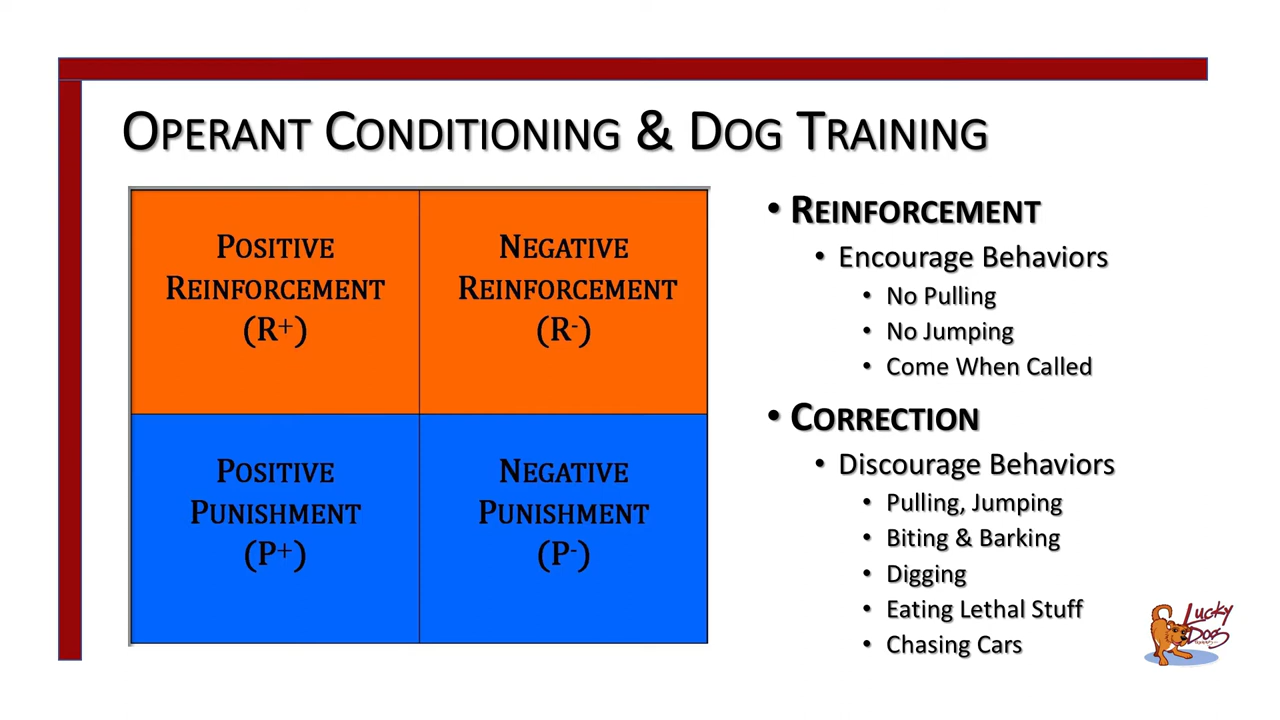 Operant Conditioning & Dog Training
Positive
Reinforcement
(R+)
Negative
Reinforcement
(R-)
Positive
Punishment
(P+)
Negative
Punishment
(P-)
• Reinforcement
• Encourage Behaviors
• No Pulling
• No Jumping
• Come When Called
• Correction
• Discourage Behaviors
• Pulling, Jumping
• Biting & Barking
• Digging
• Eating Lethal Stuff
• Chasing Cars
Lucky
Dog